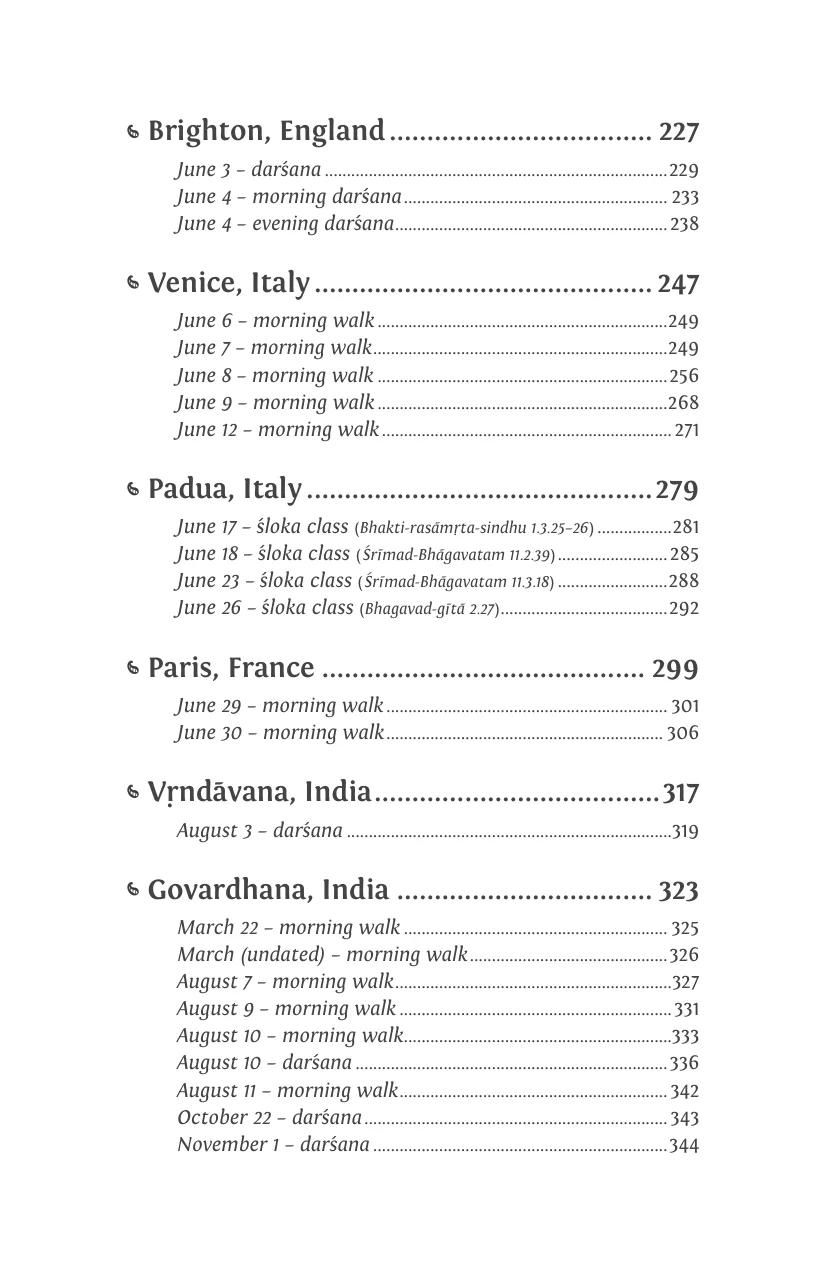 Brighton, England.................................. 227
June 3 – darśana ............................................................................229
June 4 – morning darśana........................................................... 233
June 4 – evening darśana............................................................. 238
Venice, Italy............................................ 247
June 6 – morning walk .................................................................249
June 7 – morning walk..................................................................249
June 8 – morning walk ................................................................. 256
June 9 – morning walk .................................................................268
June 12 – morning walk ................................................................ 271
Padua, Italy.............................................279
June 17 – śloka class (Bhakti-rasāmṛta-sindhu 1.3.25–26) .................281
June 18 – śloka class (Śrīmad-Bhāgavatam 11.2.39)......................... 285
June 23 – śloka class (Śrīmad-Bhāgavatam 11.3.18) ......................... 288
June 26 – śloka class (Bhagavad-gītā 2.27)......................................292
Paris, France .......................................... 299
June 29 – morning walk............................................................... 301
June 30 – morning walk.............................................................. 306
Vṛndāvana, India.....................................317
August 3 – darśana .........................................................................319
Govardhana, India ................................. 323
March 22 – morning walk ........................................................... 325
March (undated) – morning walk............................................. 326
August 7 – morning walk...............................................................327
August 9 – morning walk ............................................................. 331
August 10 – morning walk............................................................333
August 10 – darśana ...................................................................... 336
August 11 – morning walk............................................................. 342
October 22 – darśana.................................................................... 343
November 1 – darśana ..................................................................344